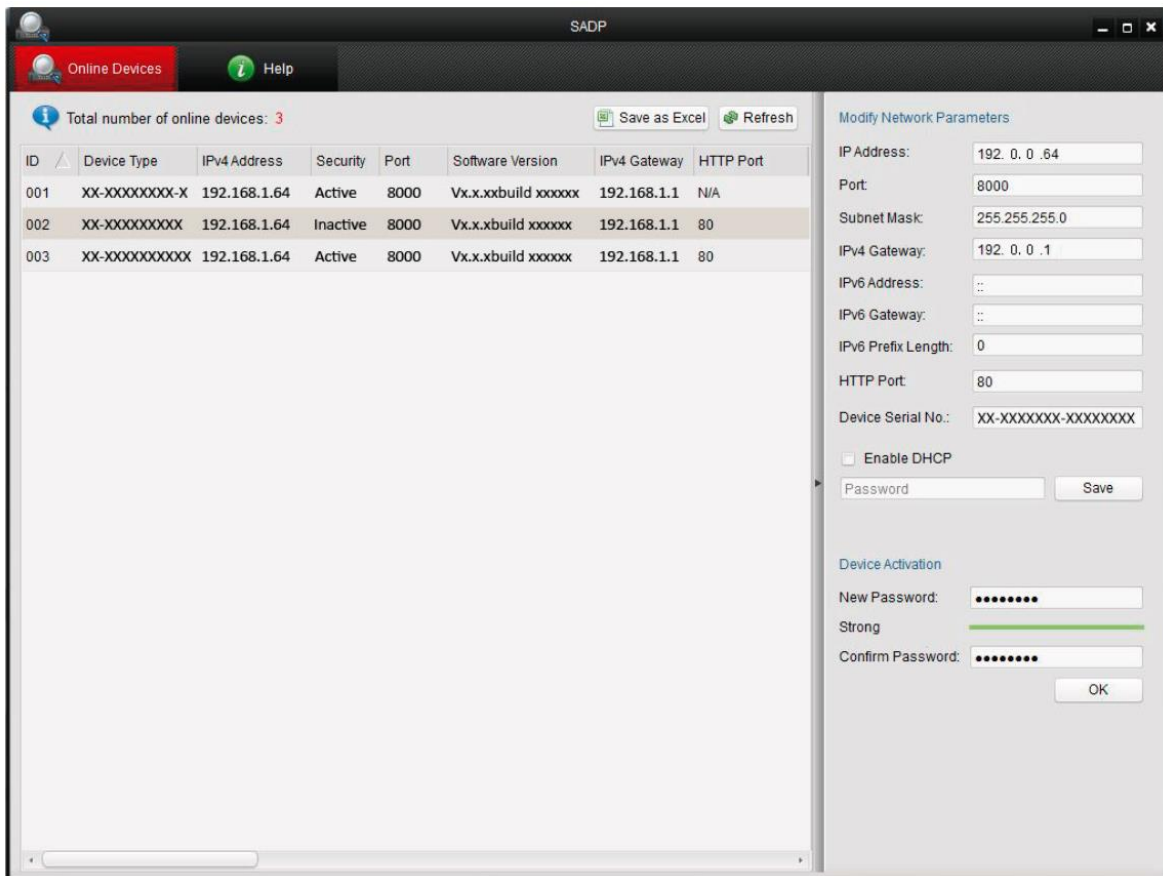 SADP
Online Devices Help
Total number of online devices: 3 Save as Excel Refresh
ID Device Type IPv4 Address Security Port Software Version IPv4 Gateway HTTP Port
001 XX-XXXXXXXX-X 192.168.1.64 Active 8000 Vx.x.xxbuild xxxxxx 192.168.1.1 N/A
002 XX-XXXXXXXXX 192.168.1.64 Inactive 8000 Vx.x.xbuild xxxxxx 192.168.1.1 80
003 XX-XXXXXXXXXX 192.168.1.64 Active 8000 Vx.x.xbuild xxxxxx 192.168.1.1 80
Modify Network Parameters
IP Address: 192. 0. 0 .64
Port: 8000
Subnet Mask: 255.255.255.0
IPv4 Gateway: 192. 0. 0 .1
IPv6 Address: ::
IPv6 Gateway: ::
IPv6 Prefix Length: 0
HTTP Port: 80
Device Serial No.: XX-XXXXXXX-XXXXXXXX
Enable DHCP
Password Save
Device Activation
New Password: ●●●●●●●●
Strong
Confirm Password: ●●●●●●●●
OK